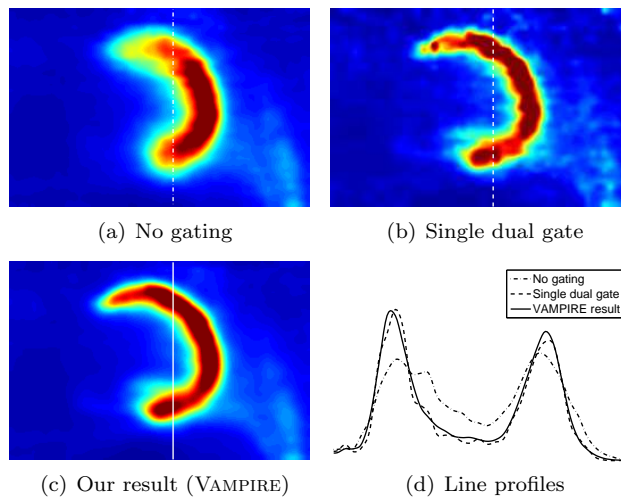 (a) No gating
(b) Single dual gate
No gating
Single dual gate
VAMPIRE result
(c) Our result (VAMPIRE)
(d) Line profiles